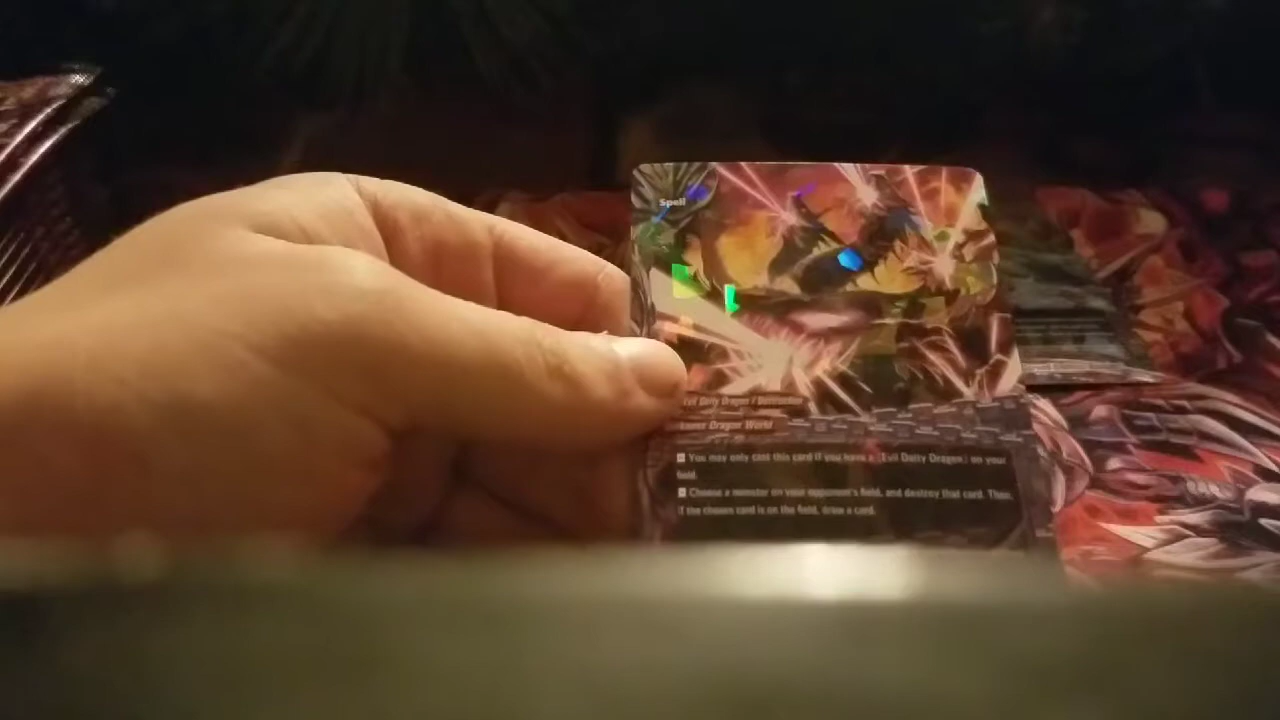 Spell
Evil Deity Dragon / Destruction
Dragon World
You may only cast this card if you have a 《Evil Deity Dragon》 on your
field.
Choose a monster on your opponent's field, and destroy that card. Then,
if the chosen card is on the field, draw a card.